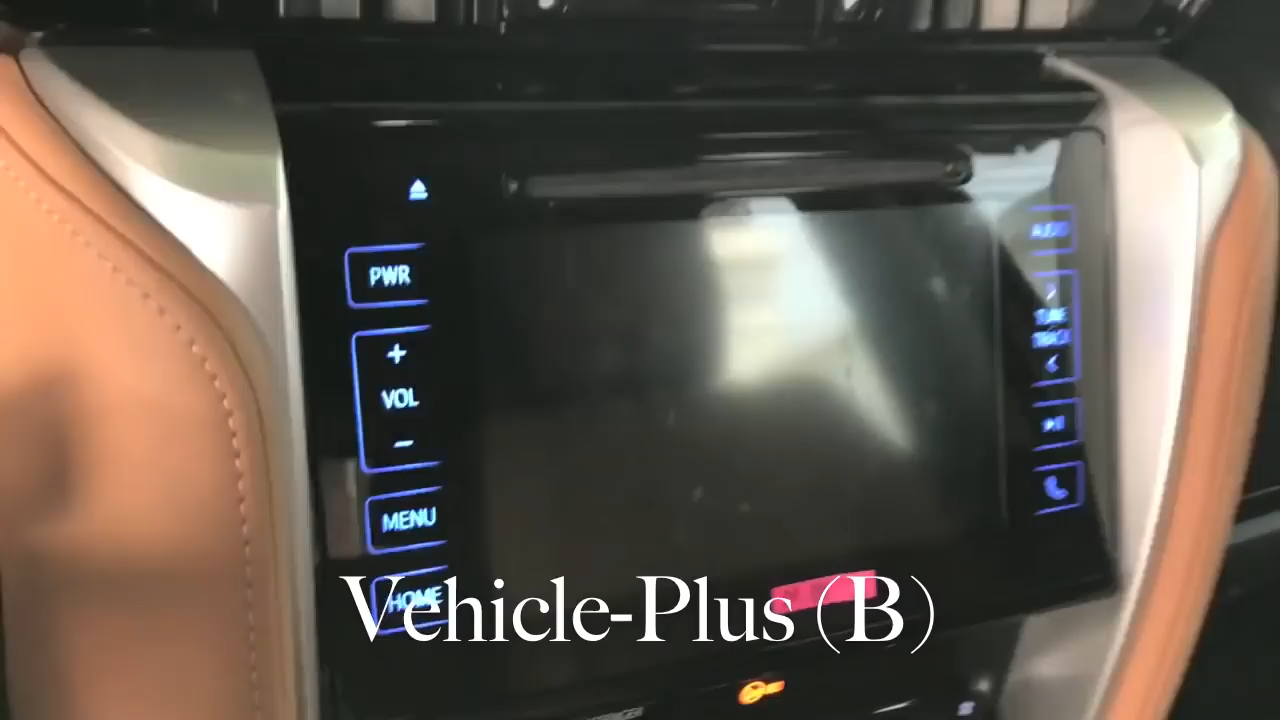 PWR
+
VOL
-
MENU
HOME
AUDIO
>
TUNE
TRACK
<
Vehicle-Plus (B)